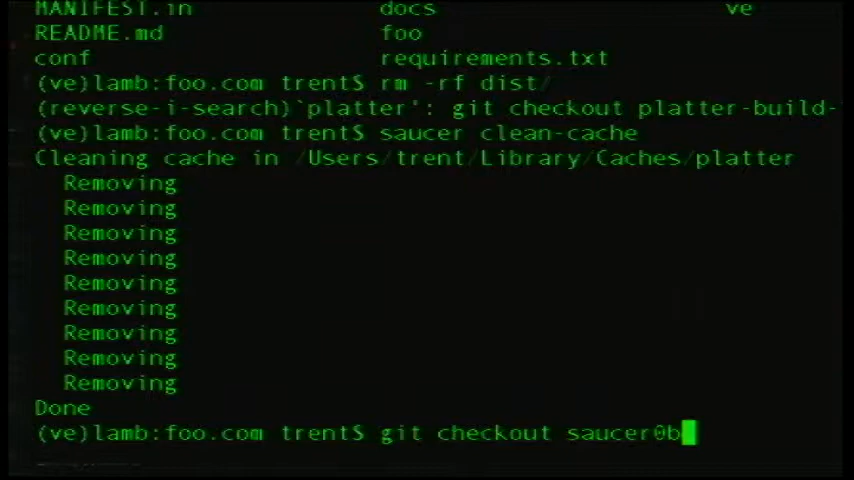 MANIFEST.in docs ve
README.md foo
conf requirements.txt
(ve)lamb:foo.com trent$ rm -rf dist/
(reverse-i-search)`platter': git checkout platter-build-
(ve)lamb:foo.com trent$ saucer clean-cache
Cleaning cache in /Users/trent/Library/Caches/platter
Removing
Removing
Removing
Removing
Removing
Removing
Removing
Removing
Removing
Done
(ve)lamb:foo.com trent$ git checkout saucer0b